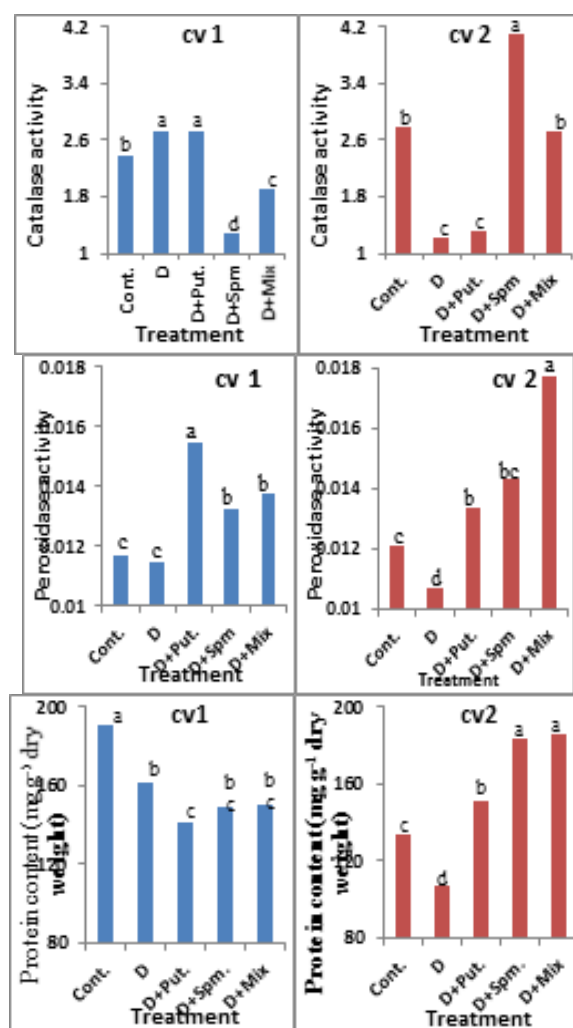 cv 1
Catalase activity
4.2
3.4
2.6
1.8
1
b
a
a
d
c
Cont.
D
D+Put.
D+Spm
D+Mix
Treatment
cv 2
Catalase activity
4.2
3.4
2.6
1.8
1
b
c
c
a
b
Cont.
D
D+Put.
D+Spm
D+Mix
Treatment
cv 1
Peroxidase activity
0.018
0.016
0.014
0.012
0.01
c
c
a
b
b
Cont.
D
D+Put.
D+Spm
D+Mix
Treatment
cv 2
Peroxidase activity
0.018
0.016
0.014
0.012
0.01
c
d
b
bc
a
Cont.
D
D+Put.
D+Spm
D+Mix
Treatment
cv1
Protein content (mg g⁻¹ dry
weight)
200
160
120
80
a
b
c
b
c
b
c
Cont.
D
D+Put.
D+Spm.
D+Mix
Treatment
cv2
Protein content (mg g⁻¹ dry
weight)
200
160
120
80
c
d
b
a
a
Cont.
D
D+Put.
D+Spm.
D+Mix
Treatment